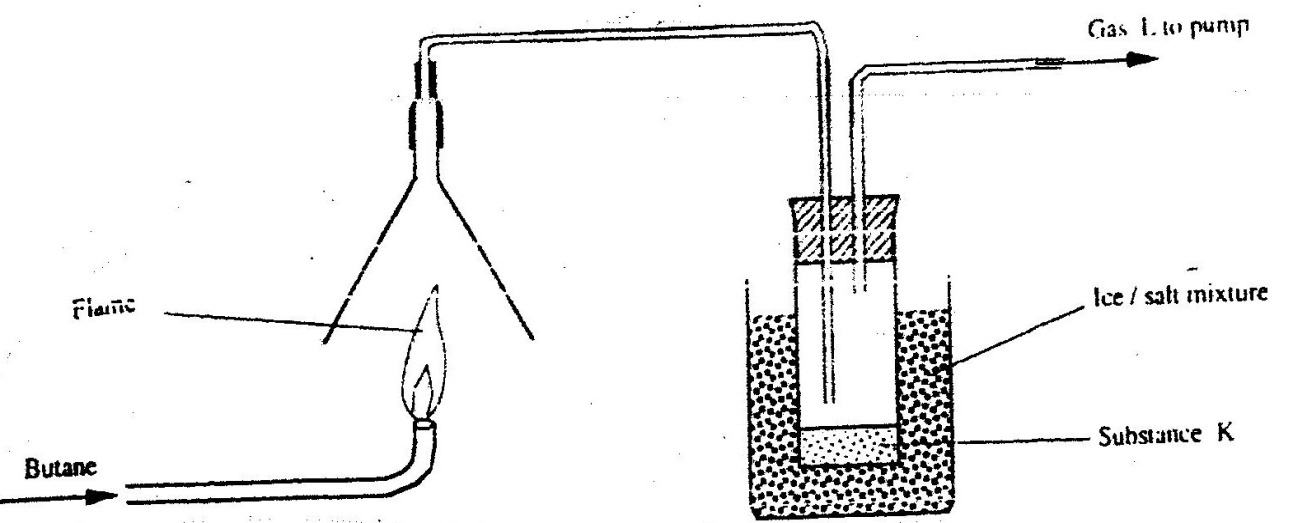 Gas L to pump
Flame
Ice / salt mixture
Substance K
Butane